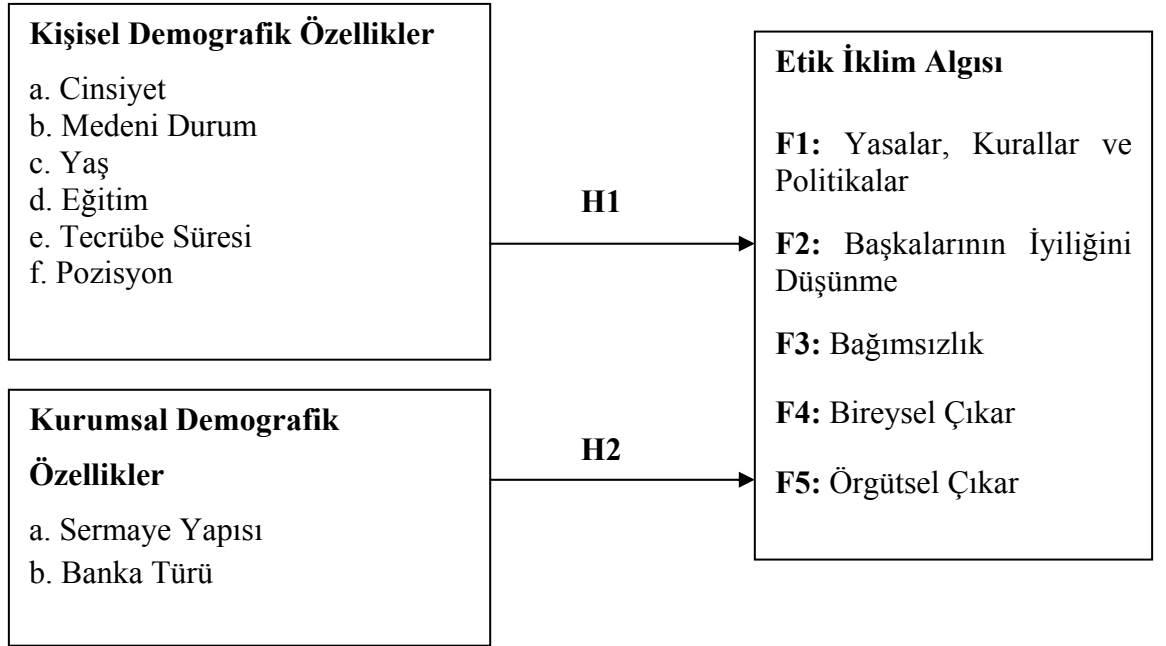 Kişisel Demografik Özellikler
a. Cinsiyet
b. Medeni Durum
c. Yaş
d. Eğitim
e. Tecrübe Süresi
f. Pozisyon
H1
Kurumsal Demografik
Özellikler
a. Sermaye Yapısı
b. Banka Türü
H2
Etik İklim Algısı
F1: Yasalar, Kurallar ve
Politikalar
F2: Başkalarının İyiliğini
Düşünme
F3: Bağımsızlık
F4: Bireysel Çıkar
F5: Örgütsel Çıkar